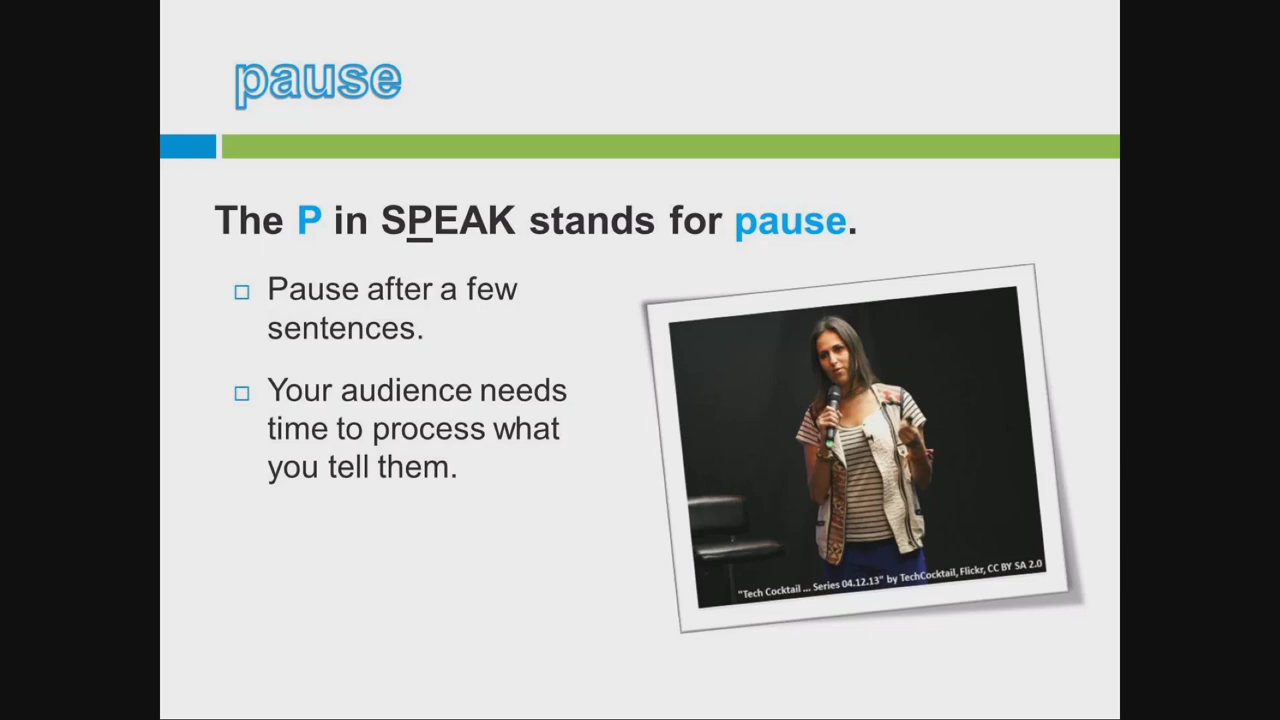 pause
The P in SPEAK stands for pause.
Pause after a few
sentences.
Your audience needs
time to process what
you tell them.
"Tech Cocktail ... Series 04.12.13" by TechCocktail, Flickr, CC BY SA 2.0